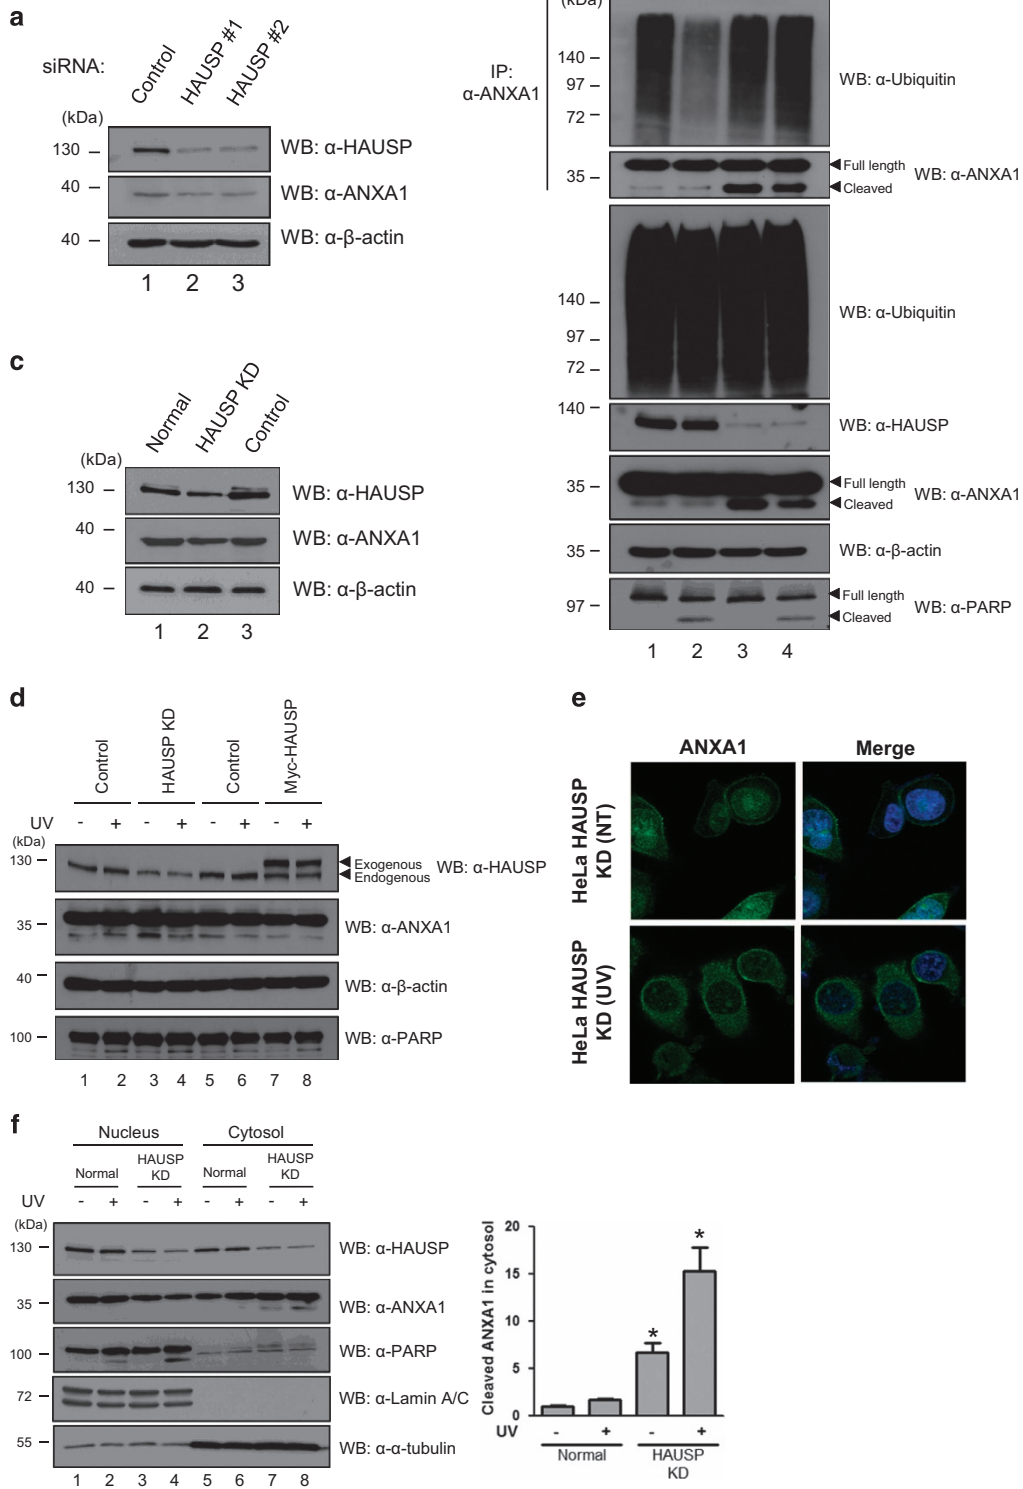 a
siRNA:
Control
HAUSP #1
HAUSP #2
(kDa)
130
WB: α-HAUSP
40
WB: α-ANXA1
40
WB: α-β-actin
1 2 3
(kDa)
IP:
α-ANXA1
140
97
72
WB: α-Ubiquitin
35
Full length
Cleaved
WB: α-ANXA1
140
97
72
WB: α-Ubiquitin
140
WB: α-HAUSP
35
Full length
Cleaved
WB: α-ANXA1
35
WB: α-β-actin
97
Full length
Cleaved
WB: α-PARP
1 2 3 4
c
Normal
HAUSP KD
Control
(kDa)
130
WB: α-HAUSP
40
WB: α-ANXA1
40
WB: α-β-actin
1 2 3
d
Control
HAUSP KD
Control
Myc-HAUSP
UV - + - + - + - +
(kDa)
130
Exogenous
Endogenous
WB: α-HAUSP
35
WB: α-ANXA1
40
WB: α-β-actin
100
WB: α-PARP
1 2 3 4 5 6 7 8
e
ANXA1 Merge
HeLa HAUSP
KD (NT)
HeLa HAUSP
KD (UV)
f
Nucleus Cytosol
Normal HAUSP KD Normal HAUSP KD
UV - + - + - + - +
(kDa)
130
WB: α-HAUSP
35
WB: α-ANXA1
100
WB: α-PARP
72
WB: α-Lamin A/C
55
WB: α-α-tubulin
1 2 3 4 5 6 7 8
Cleaved ANXA1 in cytosol
20
15
10
5
0
*
*
UV - + - +
Normal HAUSP
KD